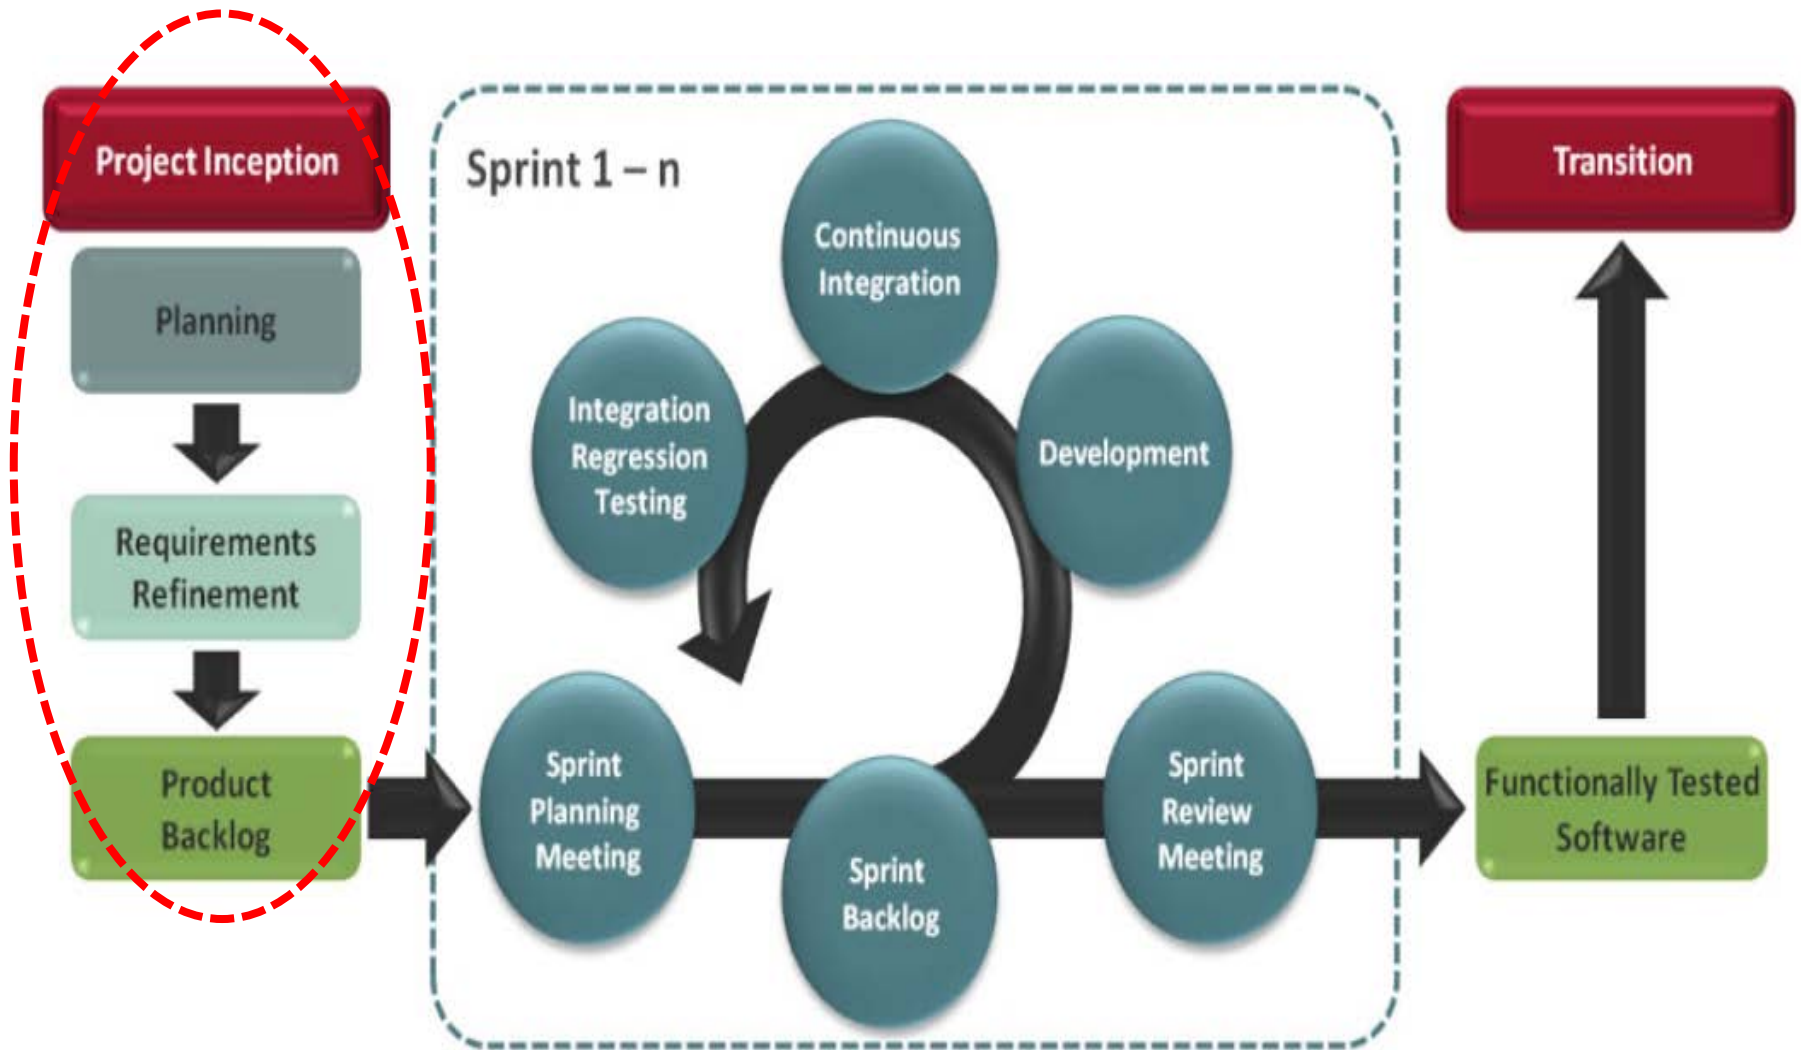 Project Inception
Planning
Requirements
Refinement
Product
Backlog
Sprint 1 – n
Continuous
Integration
Integration
Regression
Testing
Development
Sprint
Planning
Meeting
Sprint
Backlog
Sprint
Review
Meeting
Transition
Functionally Tested
Software